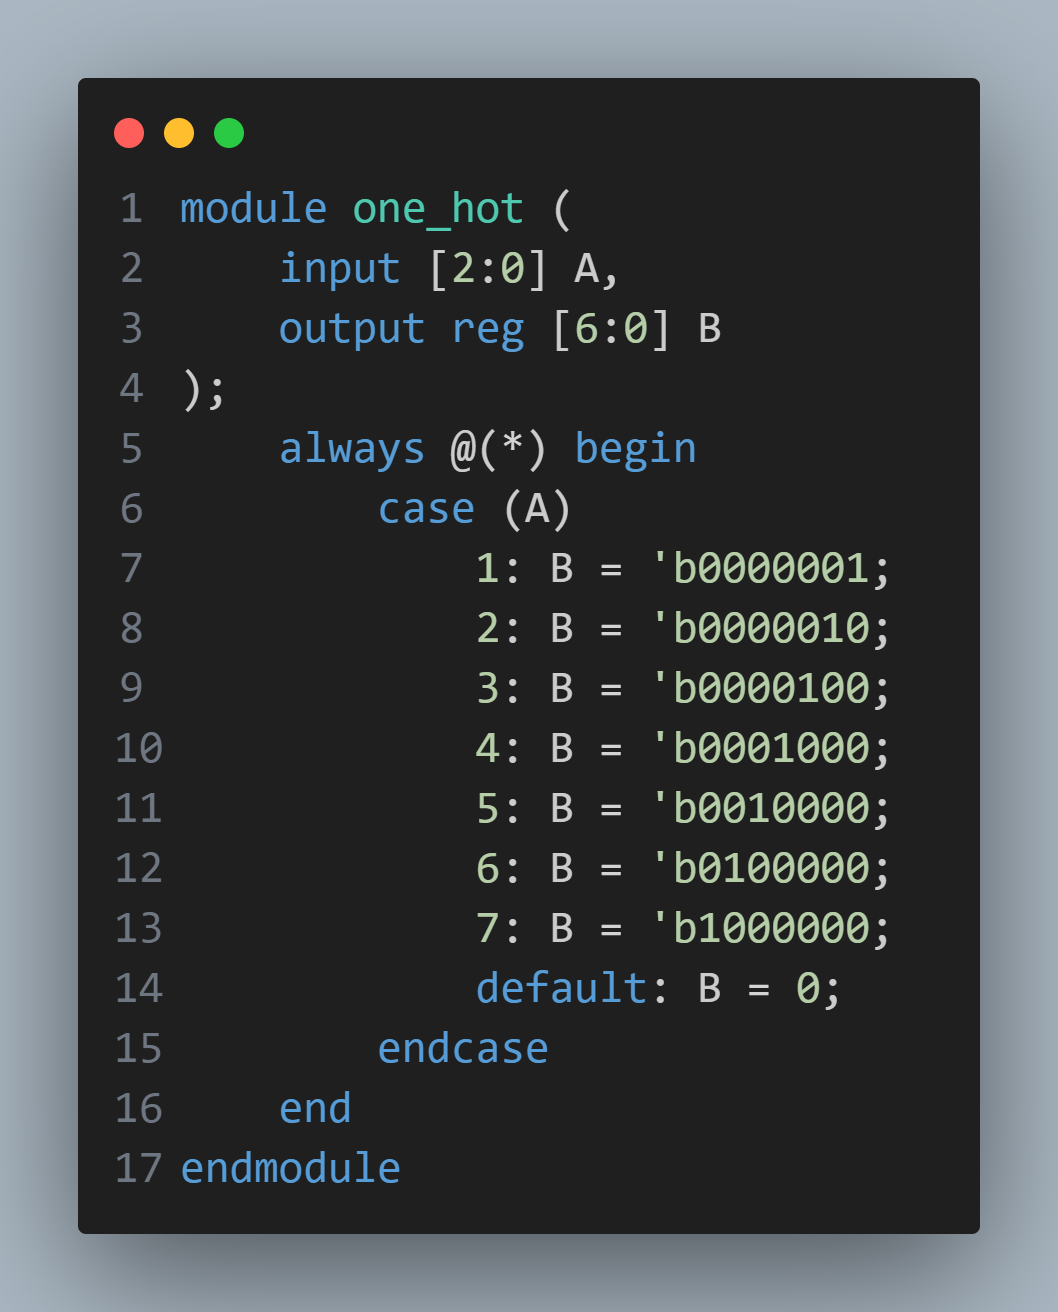 1 module one_hot (
2     input [2:0] A,
3     output reg [6:0] B
4 );
5     always @(*) begin
6         case (A)
7             1: B = 'b0000001;
8             2: B = 'b0000010;
9             3: B = 'b0000100;
10             4: B = 'b0001000;
11             5: B = 'b0010000;
12             6: B = 'b0100000;
13             7: B = 'b1000000;
14             default: B = 0;
15         endcase
16     end
17 endmodule